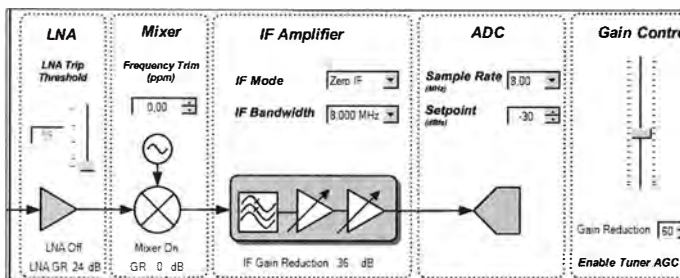 LNA
LNA Trip
Threshold
LNA Off
LNA GR 24 dB
Mixer
Frequency Trim
(ppm)
0.00
Mixer On
GR 0 dB
IF Amplifier
IF Mode
Zero IF
IF Bandwidth
8.000 MHz
IF Gain Reduction 36 dB
ADC
Sample Rate
(MHz)
8.00
Setpoint
(dBfs)
-30
Gain Contro
Gain Reduction 60
Enable Tuner AGC